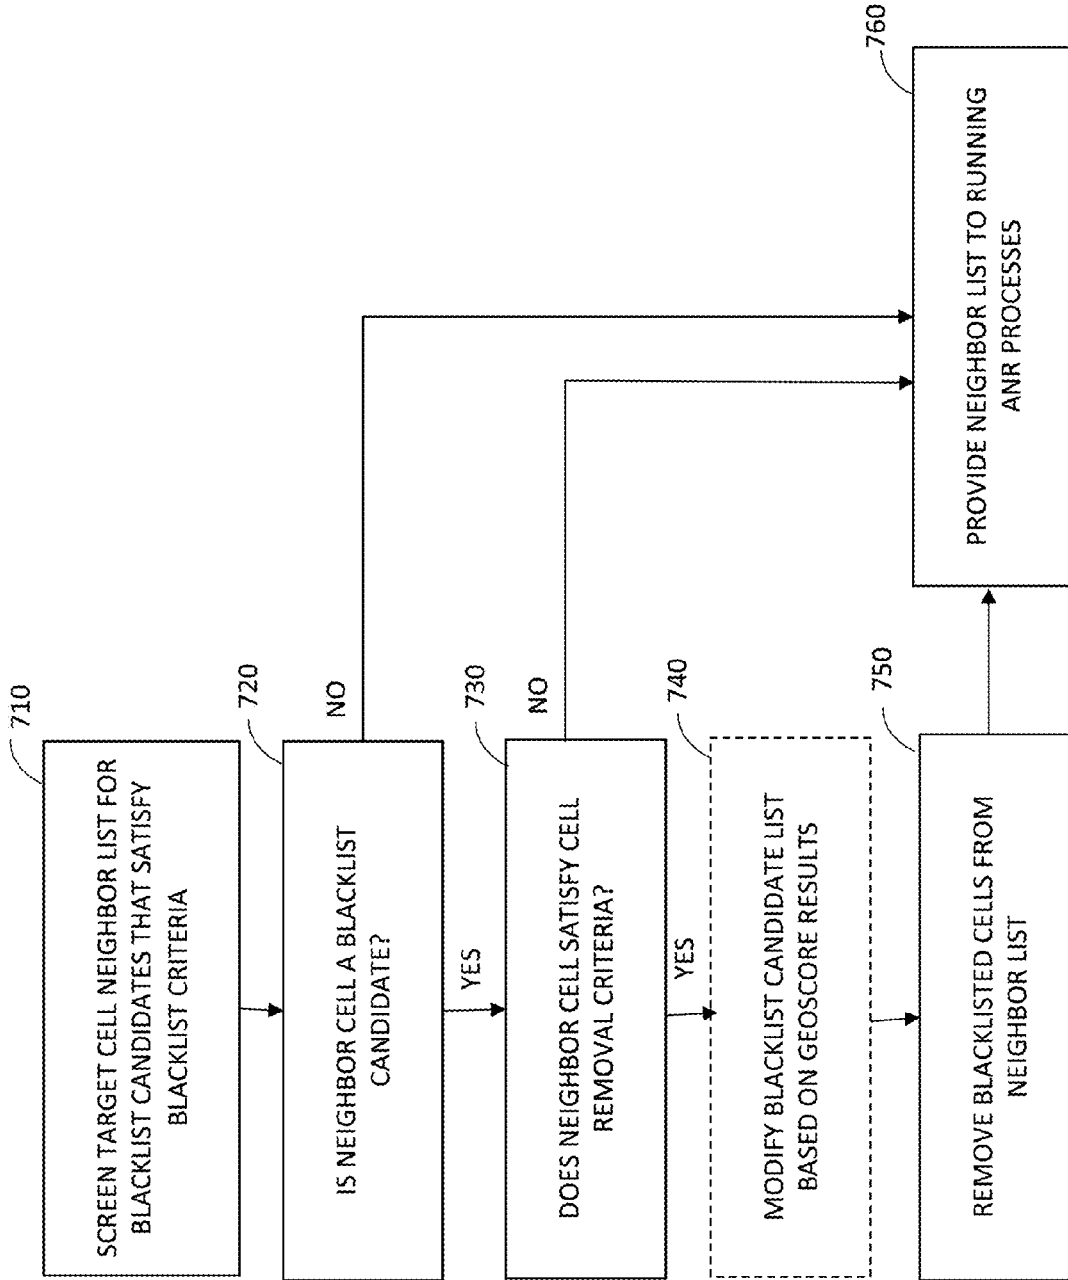 710
SCREEN TARGET CELL NEIGHBOR LIST FOR
BLACKLIST CANDIDATES THAT SATISFY
BLACKLIST CRITERIA
720
IS NEIGHBOR CELL A BLACKLIST
CANDIDATE?
NO
YES
730
DOES NEIGHBOR CELL SATISFY CELL
REMOVAL CRITERIA?
NO
YES
740
MODIFY BLACKLIST CANDIDATE LIST
BASED ON GEOSCORE RESULTS
750
REMOVE BLACKLISTED CELLS FROM
NEIGHBOR LIST
760
PROVIDE NEIGHBOR LIST TO RUNNING
ANR PROCESSES